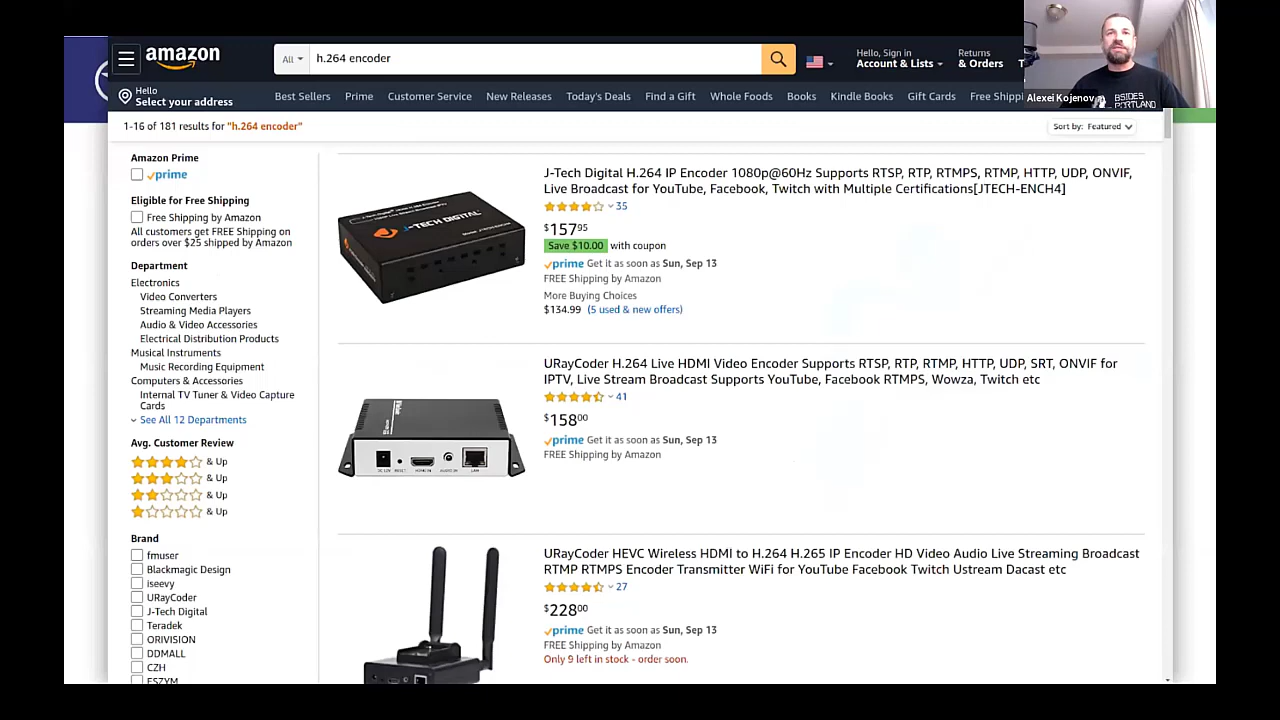 amazon
All
h.264 encoder
Hello, Sign in
Account & Lists
Returns
& Orders
Hello
Select your address
Best Sellers
Prime
Customer Service
New Releases
Today's Deals
Find a Gift
Whole Foods
Books
Kindle Books
Gift Cards
Free Shippi
Alexei Kojenov
BSIDES
PORTLAND
1-16 of 181 results for "h.264 encoder"
Sort by: Featured
Amazon Prime
prime
Eligible for Free Shipping
Free Shipping by Amazon
All customers get FREE Shipping on
orders over $25 shipped by Amazon
Department
Electronics
Video Converters
Streaming Media Players
Audio & Video Accessories
Electrical Distribution Products
Musical Instruments
Music Recording Equipment
Computers & Accessories
Internal TV Tuner & Video Capture
Cards
See All 12 Departments
Avg. Customer Review
& Up
& Up
& Up
& Up
Brand
fmuser
Blackmagic Design
iseevy
URayCoder
J-Tech Digital
Teradek
ORIVISION
DDMALL
CZH
ESZYM
J-TECH DIGITAL
J-Tech Digital H.264 IP Encoder 1080p@60Hz Supports RTSP, RTP, RTMPS, RTMP, HTTP, UDP, ONVIF,
Live Broadcast for YouTube, Facebook, Twitch with Multiple Certifications[JTECH-ENCH4]
35
$157.95
Save $10.00 with coupon
prime Get it as soon as Sun, Sep 13
FREE Shipping by Amazon
More Buying Choices
$134.99 (5 used & new offers)
URayCoder H.264 Live HDMI Video Encoder Supports RTSP, RTP, RTMP, HTTP, UDP, SRT, ONVIF for
IPTV, Live Stream Broadcast Supports YouTube, Facebook RTMPS, Wowza, Twitch etc
41
$158.00
prime Get it as soon as Sun, Sep 13
FREE Shipping by Amazon
URayCoder HEVC Wireless HDMI to H.264 H.265 IP Encoder HD Video Audio Live Streaming Broadcast
RTMP RTMPS Encoder Transmitter WiFi for YouTube Facebook Twitch Ustream Dacast etc
27
$228.00
prime Get it as soon as Sun, Sep 13
FREE Shipping by Amazon
Only 9 left in stock - order soon.